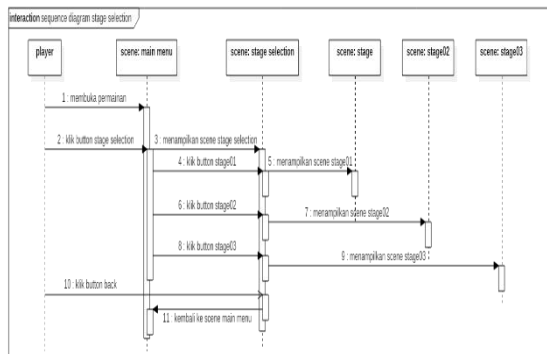 interaction sequence diagram stage selection
player
scene: main menu
scene: stage selection
scene: stage
scene: stage02
scene: stage03
1 : membuka permainan
2 : klik button stage selection
3 : menampilkan scene stage selection
4 : klik button stage01
5 : menampilkan scene stage01
6 : klik button stage02
7 : menampilkan scene stage02
8 : klik button stage03
9 : menampilkan scene stage03
10 : klik button back
11 : kembali ke scene main menu